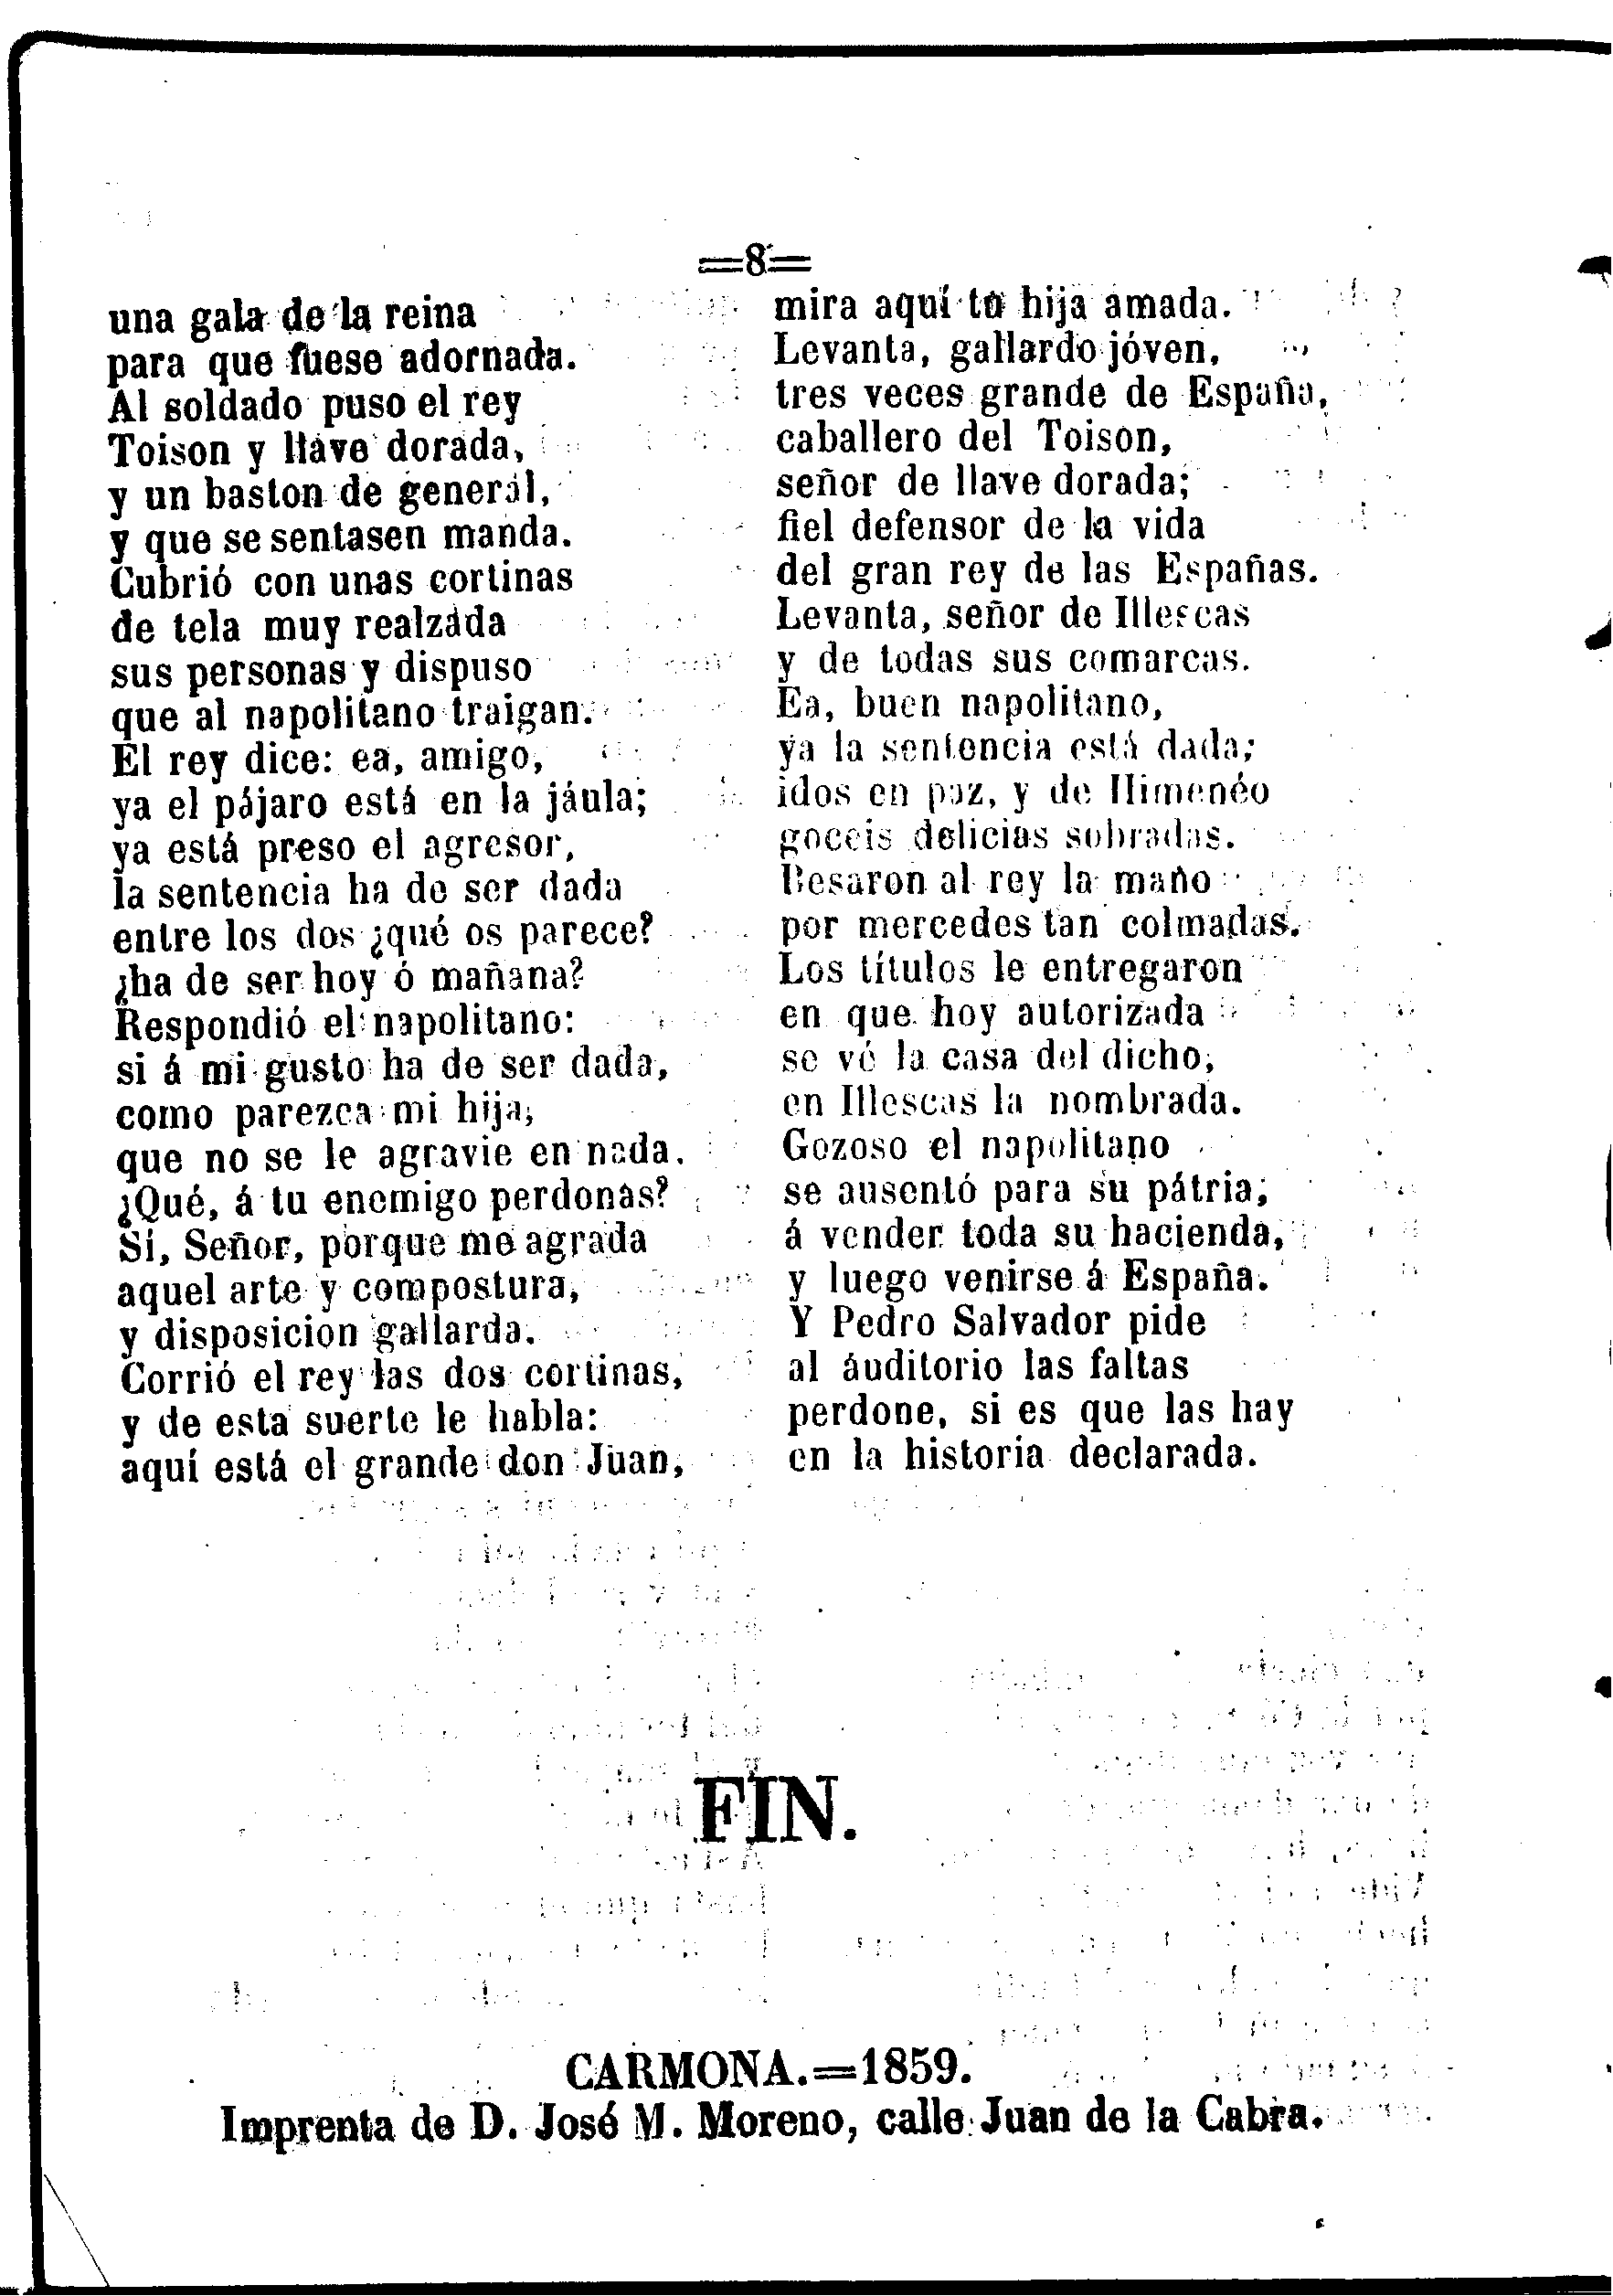 =8=
una gala de la reina
para que fuese adornada.
Al soldado puso el rey
Toison y llave dorada,
y un baston de general,
y que se sentasen manda.
Cubrió con unas cortinas
de tela muy realzada
sus personas y dispuso
que al napolitano traigan.
El rey dice: ea, amigo,
ya el pájaro está en la jáula;
ya está preso el agresor,
la sentencia ha de ser dada
entre los dos ¿qué os parece?
¿ha de ser hoy ó mañana?
Respondió el napolitano:
si á mi gusto ha de ser dada,
como parezca mi hija,
que no se le agravie en nada.
¿Qué, á tu enemigo perdonas?
Si, Señor, porque me agrada
aquel arte y compostura,
y disposicion gallarda.
Corrió el rey las dos cortinas,
y de esta suerte le habla:
aquí está el grande don Juan,
mira aquí tu hija amada.
Levanta, gallardo jóven,
tres veces grande de España,
caballero del Toison,
señor de llave dorada;
fiel defensor de la vida
del gran rey de las Españas.
Levanta, señor de Illescas
y de todas sus comarcas.
Ea, buen napolitano,
ya la sentencia está dada;
idos en paz, y de Himenéo
goceis delicias sobradas.
Besaron al rey la mano
por mercedes tan colmadas.
Los títulos le entregaron
en que hoy autorizada
se vé la casa del dicho,
en Illescas la nombrada.
Gozoso el napolitano
se ausentó para su pátria;
á vender toda su hacienda,
y luego venirse á España.
Y Pedro Salvador pide
al áuditorio las faltas
perdone, si es que las hay
en la historia declarada.
FIN.
CARMONA.=1859.
Imprenta de D. José M. Moreno, calle Juan de la Cabra.